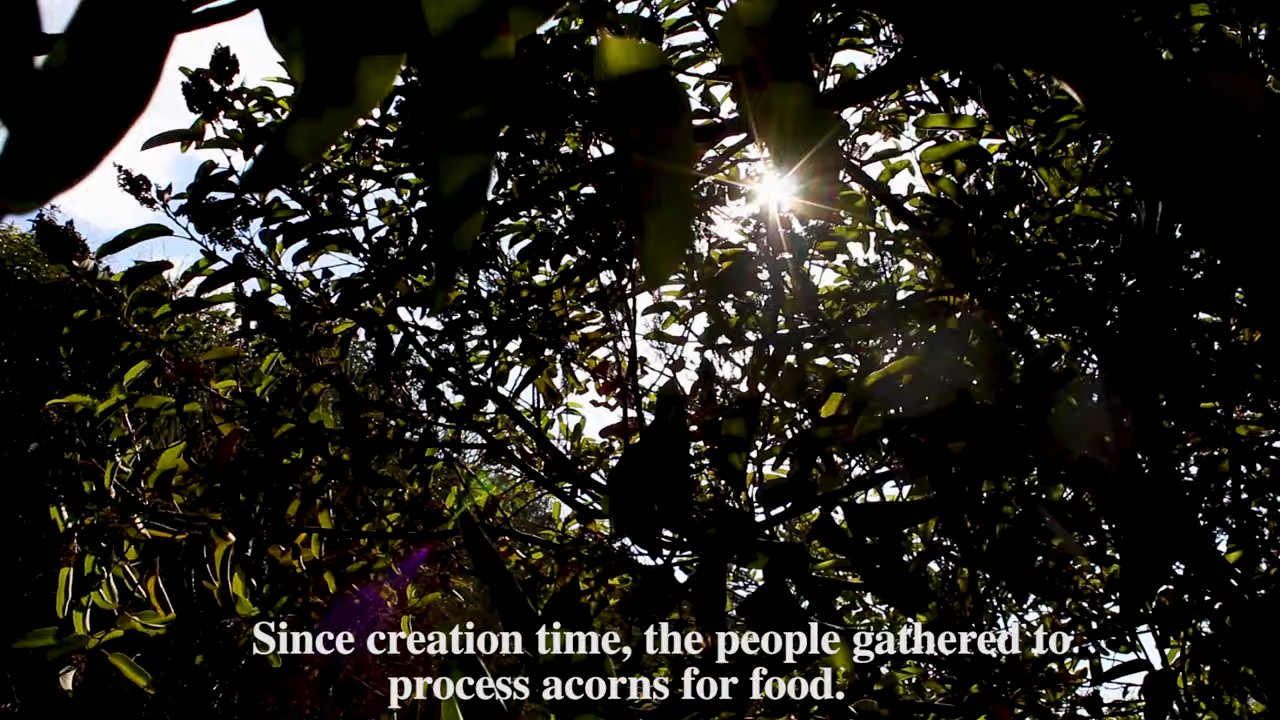 Since creation time, the people gathered to
process acorns for food.